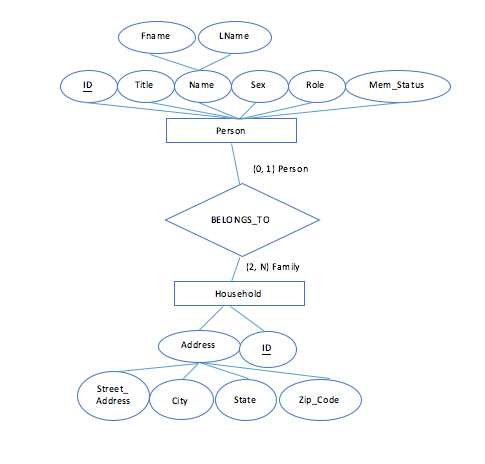 Fname
LName
ID
Title
Name
Sex
Role
Mem_Status
Person
(0, 1) Person
BELONGS_TO
(2, N) Family
Household
Address
ID
Street_
Address
City
State
Zip_Code